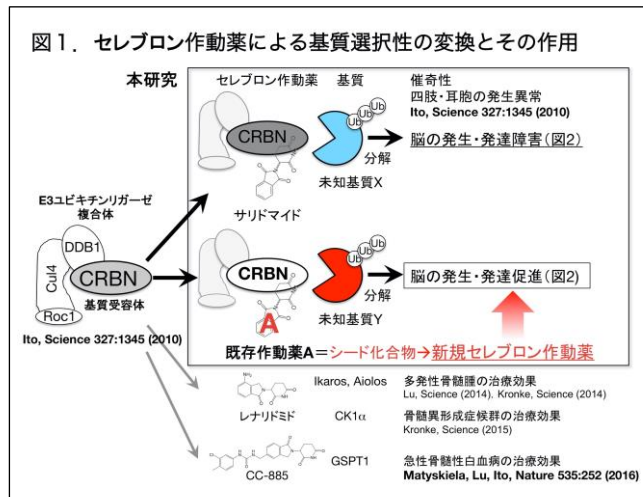 図1．セレブロン作動薬による基質選択性の変換とその作用
本研究
セレブロン作動薬
基質
催奇性
四肢・耳胞の発生異常
Ito, Science 327:1345 (2010)
Ub
Ub
Ub
CRBN
分解
脳の発生・発達障害(図2)
未知基質X
サリドマイド
E3ユビキチンリガーゼ
複合体
DDB1
Cul4
CRBN
Roc1
基質受容体
Ito, Science 327:1345 (2010)
Ub
Ub
Ub
CRBN
分解
脳の発生・発達促進(図2)
A
未知基質Y
既存作動薬A＝シード化合物→新規セレブロン作動薬
Ikaros, Aiolos
多発性骨髄腫の治療効果
Lu, Science (2014), Kronke, Science (2014)
レナリドミド
CK1α
骨髄異形成症候群の治療効果
Kronke, Science (2015)
GSPT1
急性骨髄性白血病の治療効果
CC-885
Matyskiela, Lu, Ito, Nature 535:252 (2016)